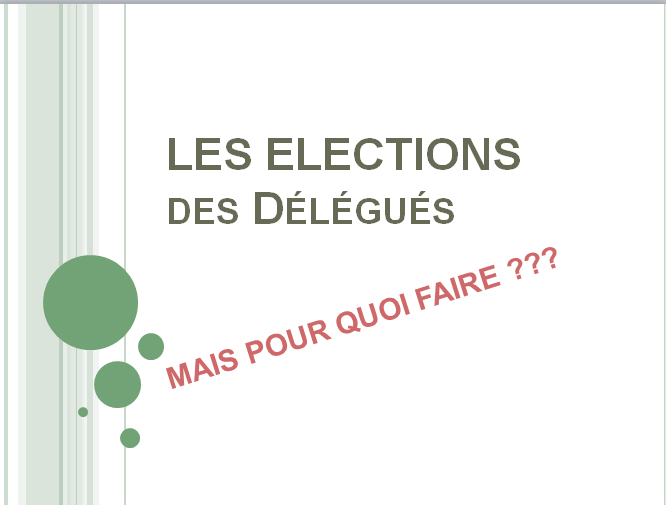 LES ELECTIONS
DES DÉLÉGUÉS
MAIS POUR QUOI FAIRE ???